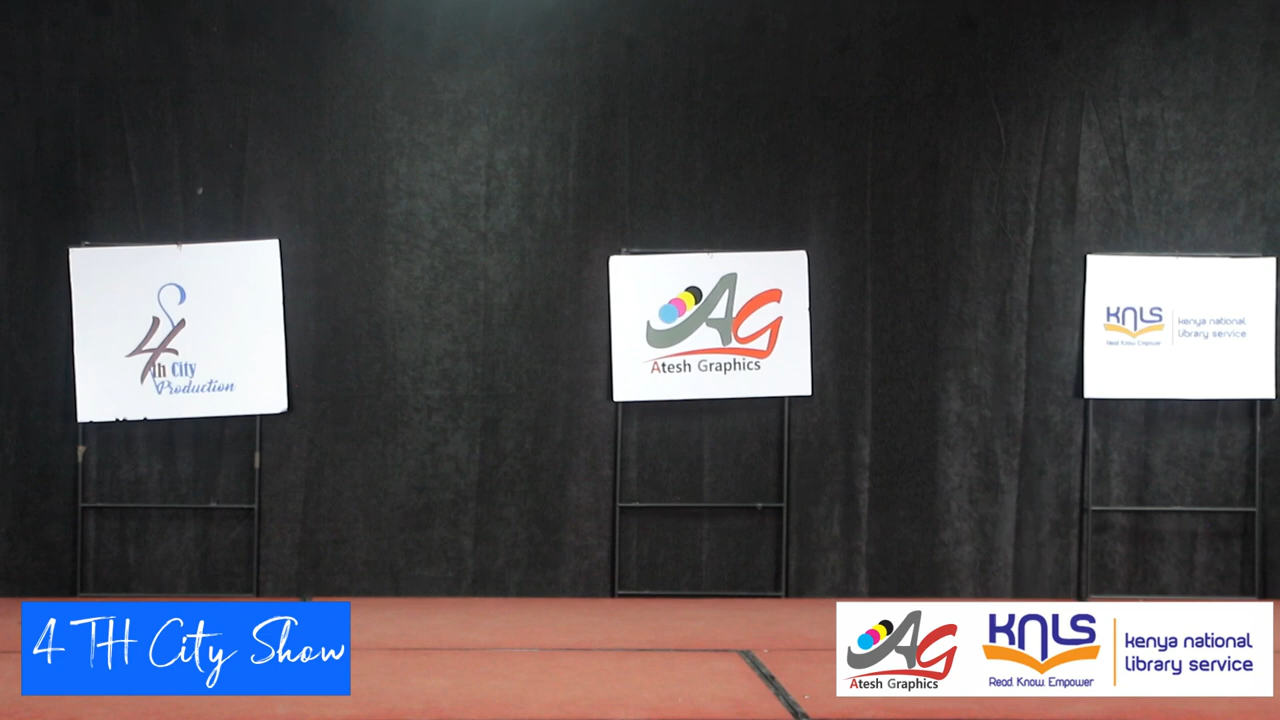 4th City
Production
AG
Atesh Graphics
KNLS
Read. Know. Empower
kenya national
library service
4 TH City Show
AG
Atesh Graphics
KNLS
Read. Know. Empower
kenya national
library service